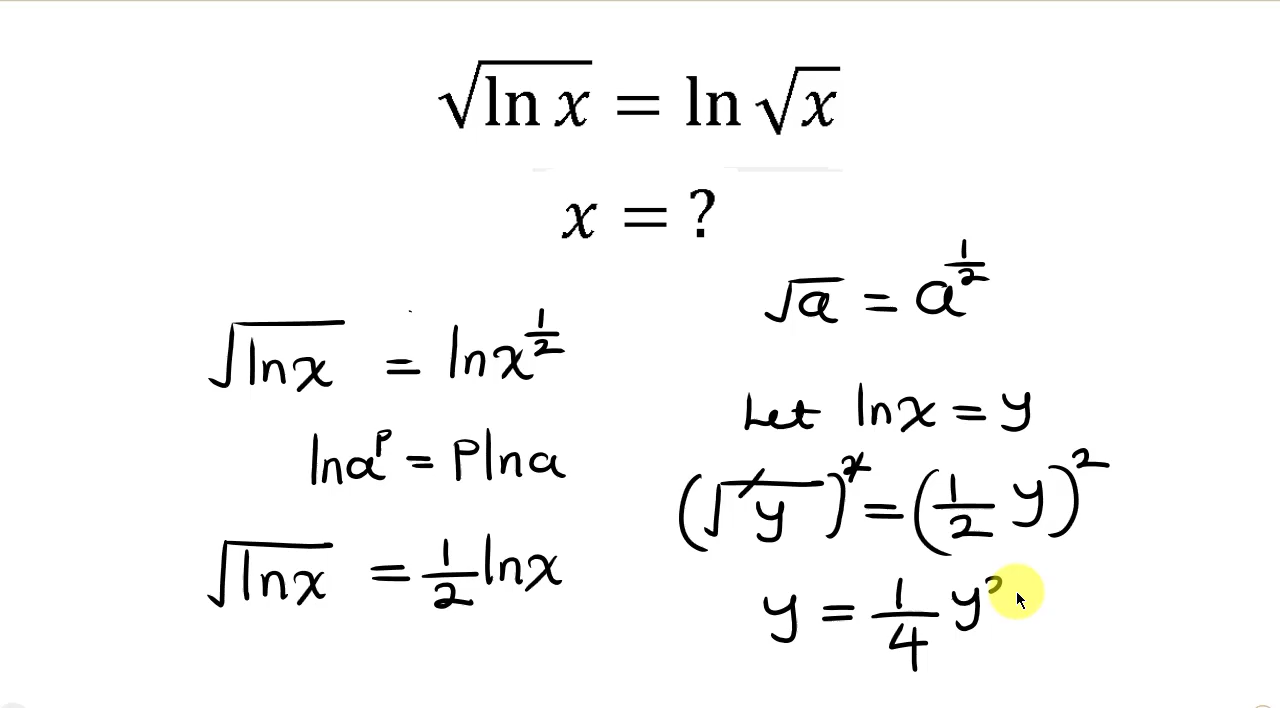 √ln x = ln √x
x = ?
√a = a^1/2
√lnx = lnx^1/2
Let lnx = y
lna^p = plna
(√y)^2 = (1/2 y)^2
√lnx = 1/2 lnx
y = 1/4 y^2